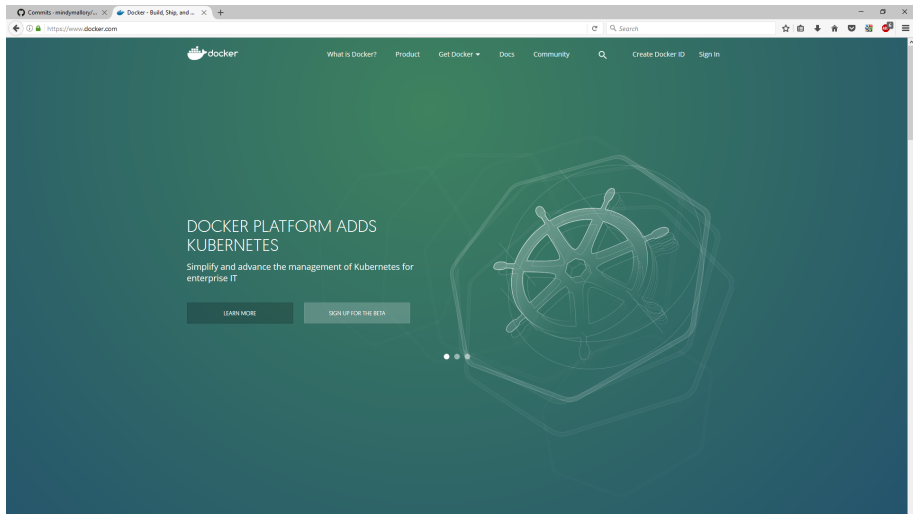 Commits · mindymallory/...
Docker - Build, Ship, and ...
https://www.docker.com
Search
docker
What is Docker?
Product
Get Docker
Docs
Community
Create Docker ID
Sign In
DOCKER PLATFORM ADDS
KUBERNETES
Simplify and advance the management of Kubernetes for
enterprise IT
LEARN MORE
SIGN UP FOR THE BETA